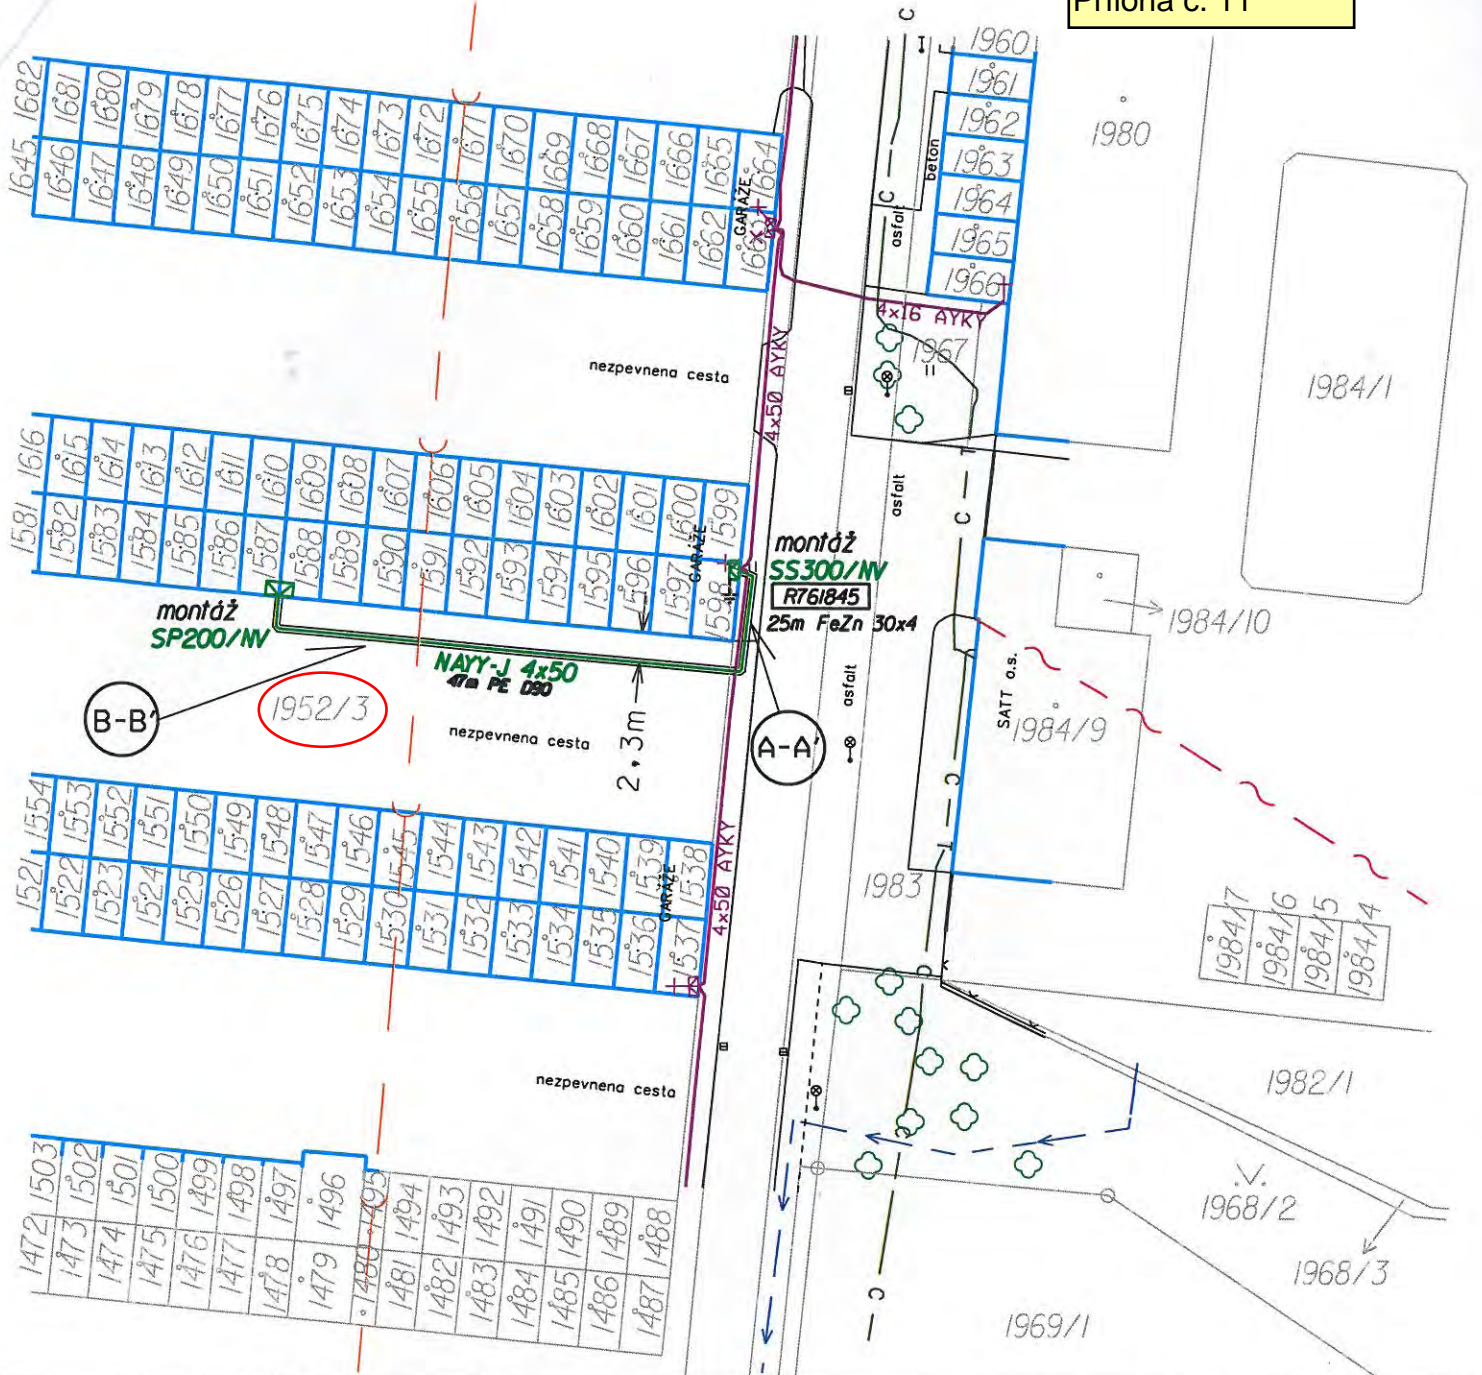 Príloha č. 11
1682 1681 1680 1679 1678 1677 1676 1675 1674 1673 1672 1671 1670 1669 1668 1667 1666 1665 1664
1645 1646 1647 1648 1649 1650 1651 1652 1653 1654 1655 1656 1657 1658 1659 1660 1661 1662 1663
GARÁŽE
C
T
1960
1961
1962
1963
1964
1965
1966
beton
asfalt
C
1980
4x16 AYKY
1967
4x50 AYKY
nezpevnena cesta
1984/1
1616 1615 1614 1613 1612 1611 1610 1609 1608 1607 1606 1605 1604 1603 1602 1601 1600 1599
1581 1582 1583 1584 1585 1586 1587 1588 1589 1590 1591 1592 1593 1594 1595 1596 1597 1598
GARÁŽE
asfalt
T
C
montáž
SS300/NV
R761845
25m FeZn 30x4
montáž
SP200/NV
NAYY-J 4x50
47m PE D90
B-B'
1952/3
nezpevnena cesta
2,3m
A-A'
asfalt
SATT a.s.
1984/10
1984/9
C
T
1554 1553 1552 1551 1550 1549 1548 1547 1546 1545 1544 1543 1542 1541 1540 1539 1538
1521 1522 1523 1524 1525 1526 1527 1528 1529 1530 1531 1532 1533 1534 1535 1536 1537
GARÁŽE
4x50 AYKY
1983
1984/7
1984/6
1984/5
1984/4
nezpevnena cesta
C
1982/1
1503 1502 1501 1500 1499 1498 1497 1496 1495 1494 1493 1492 1491 1490 1489 1488
1472 1473 1474 1475 1476 1477 1478 1479 1480 1481 1482 1483 1484 1485 1486 1487
C
1968/2
1968/3
C
1969/1